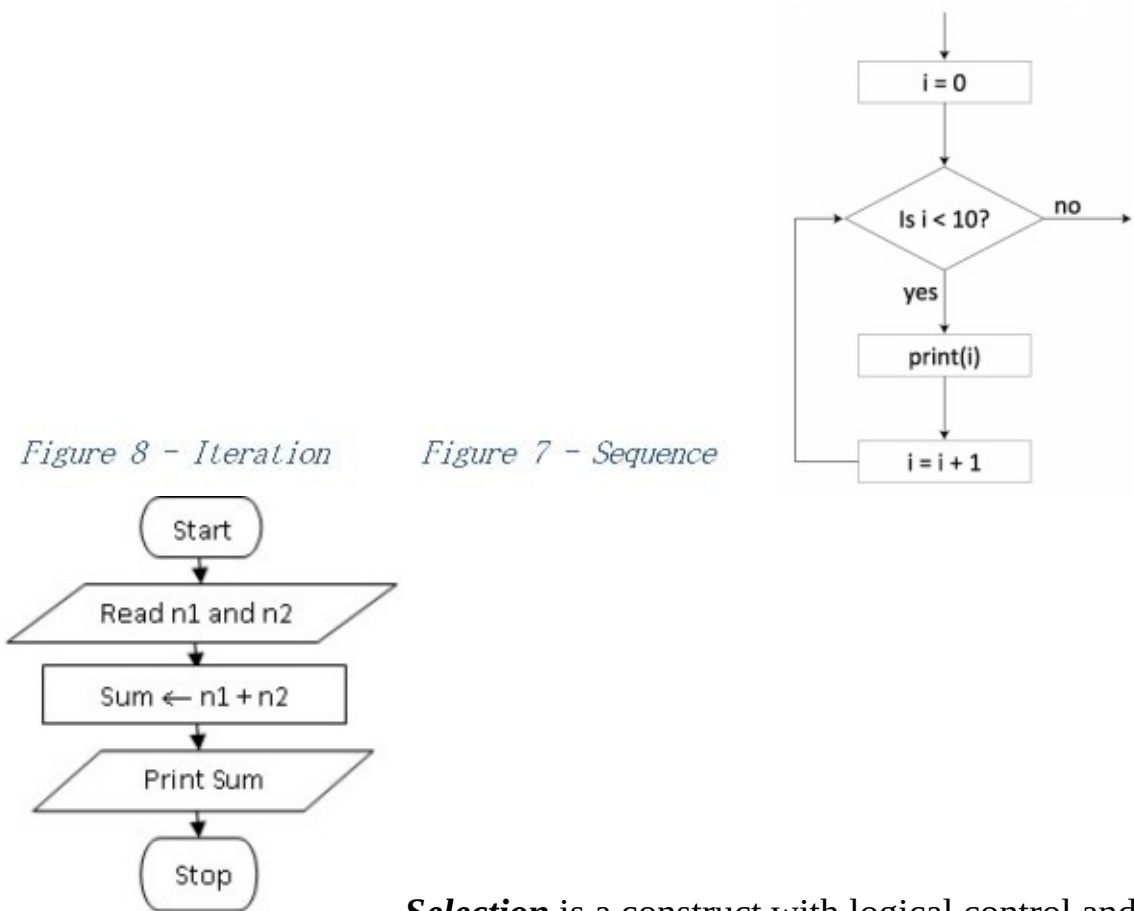 i = 0
Is i < 10?
no
yes
print(i)
i = i + 1
Figure 8 - Iteration
Figure 7 - Sequence
Start
Read n1 and n2
Sum ← n1 + n2
Print Sum
Stop
Selection is a construct with logical control and